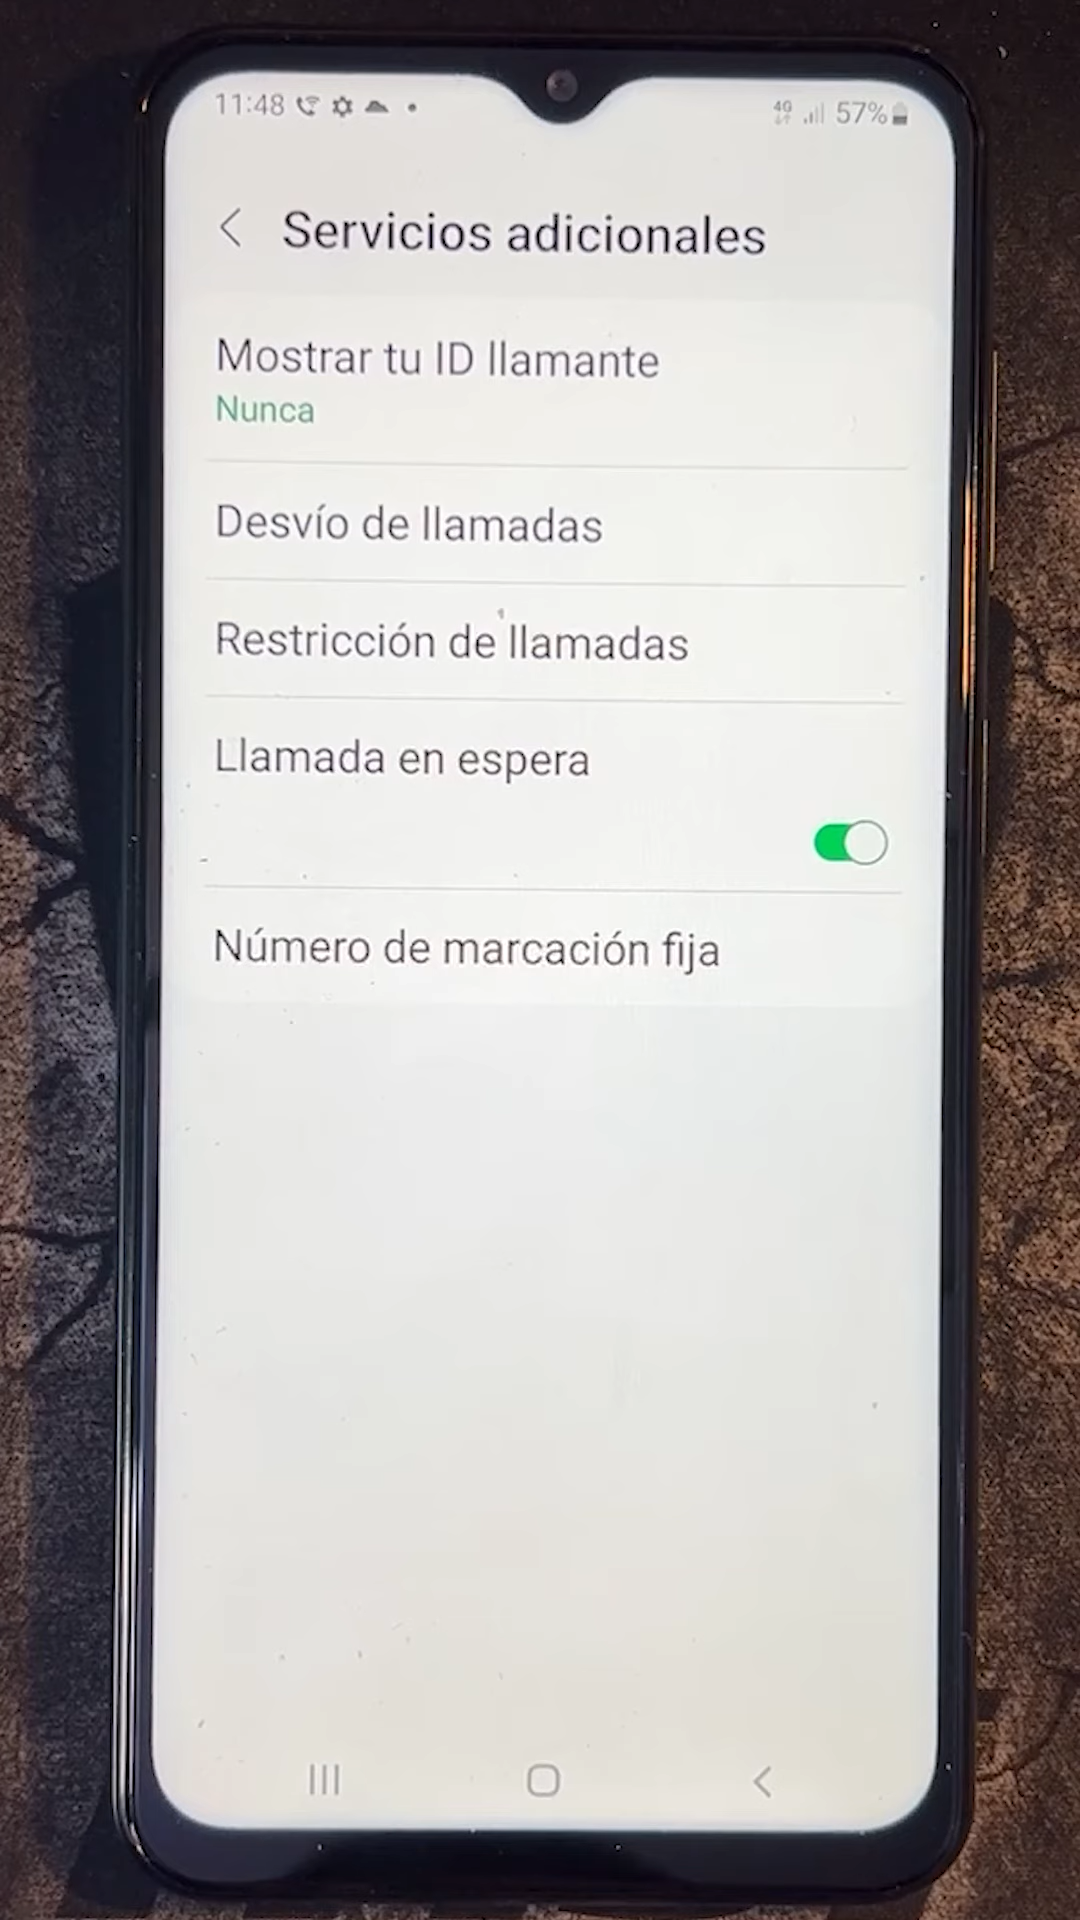 11:48
4G 57%
Servicios adicionales
Mostrar tu ID llamante
Nunca
Desvío de llamadas
Restricción de llamadas
Llamada en espera
Número de marcación fija